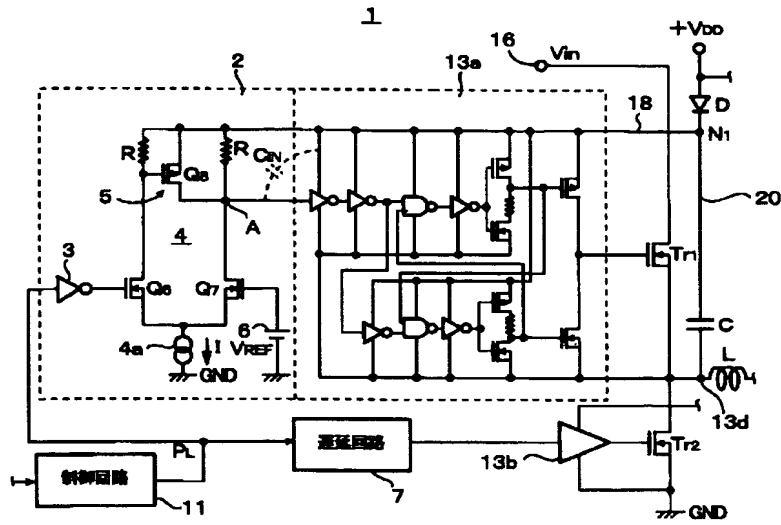 1
+VDD
16
Vin
2
13a
D
18
N1
R
Q8
R
CIN
5
A
20
4
3
Q6
Q7
Tr1
6
C
4a
I
VREF
L
GND
13d
PL
遅延回路
13b
Tr2
制御回路
7
11
GND